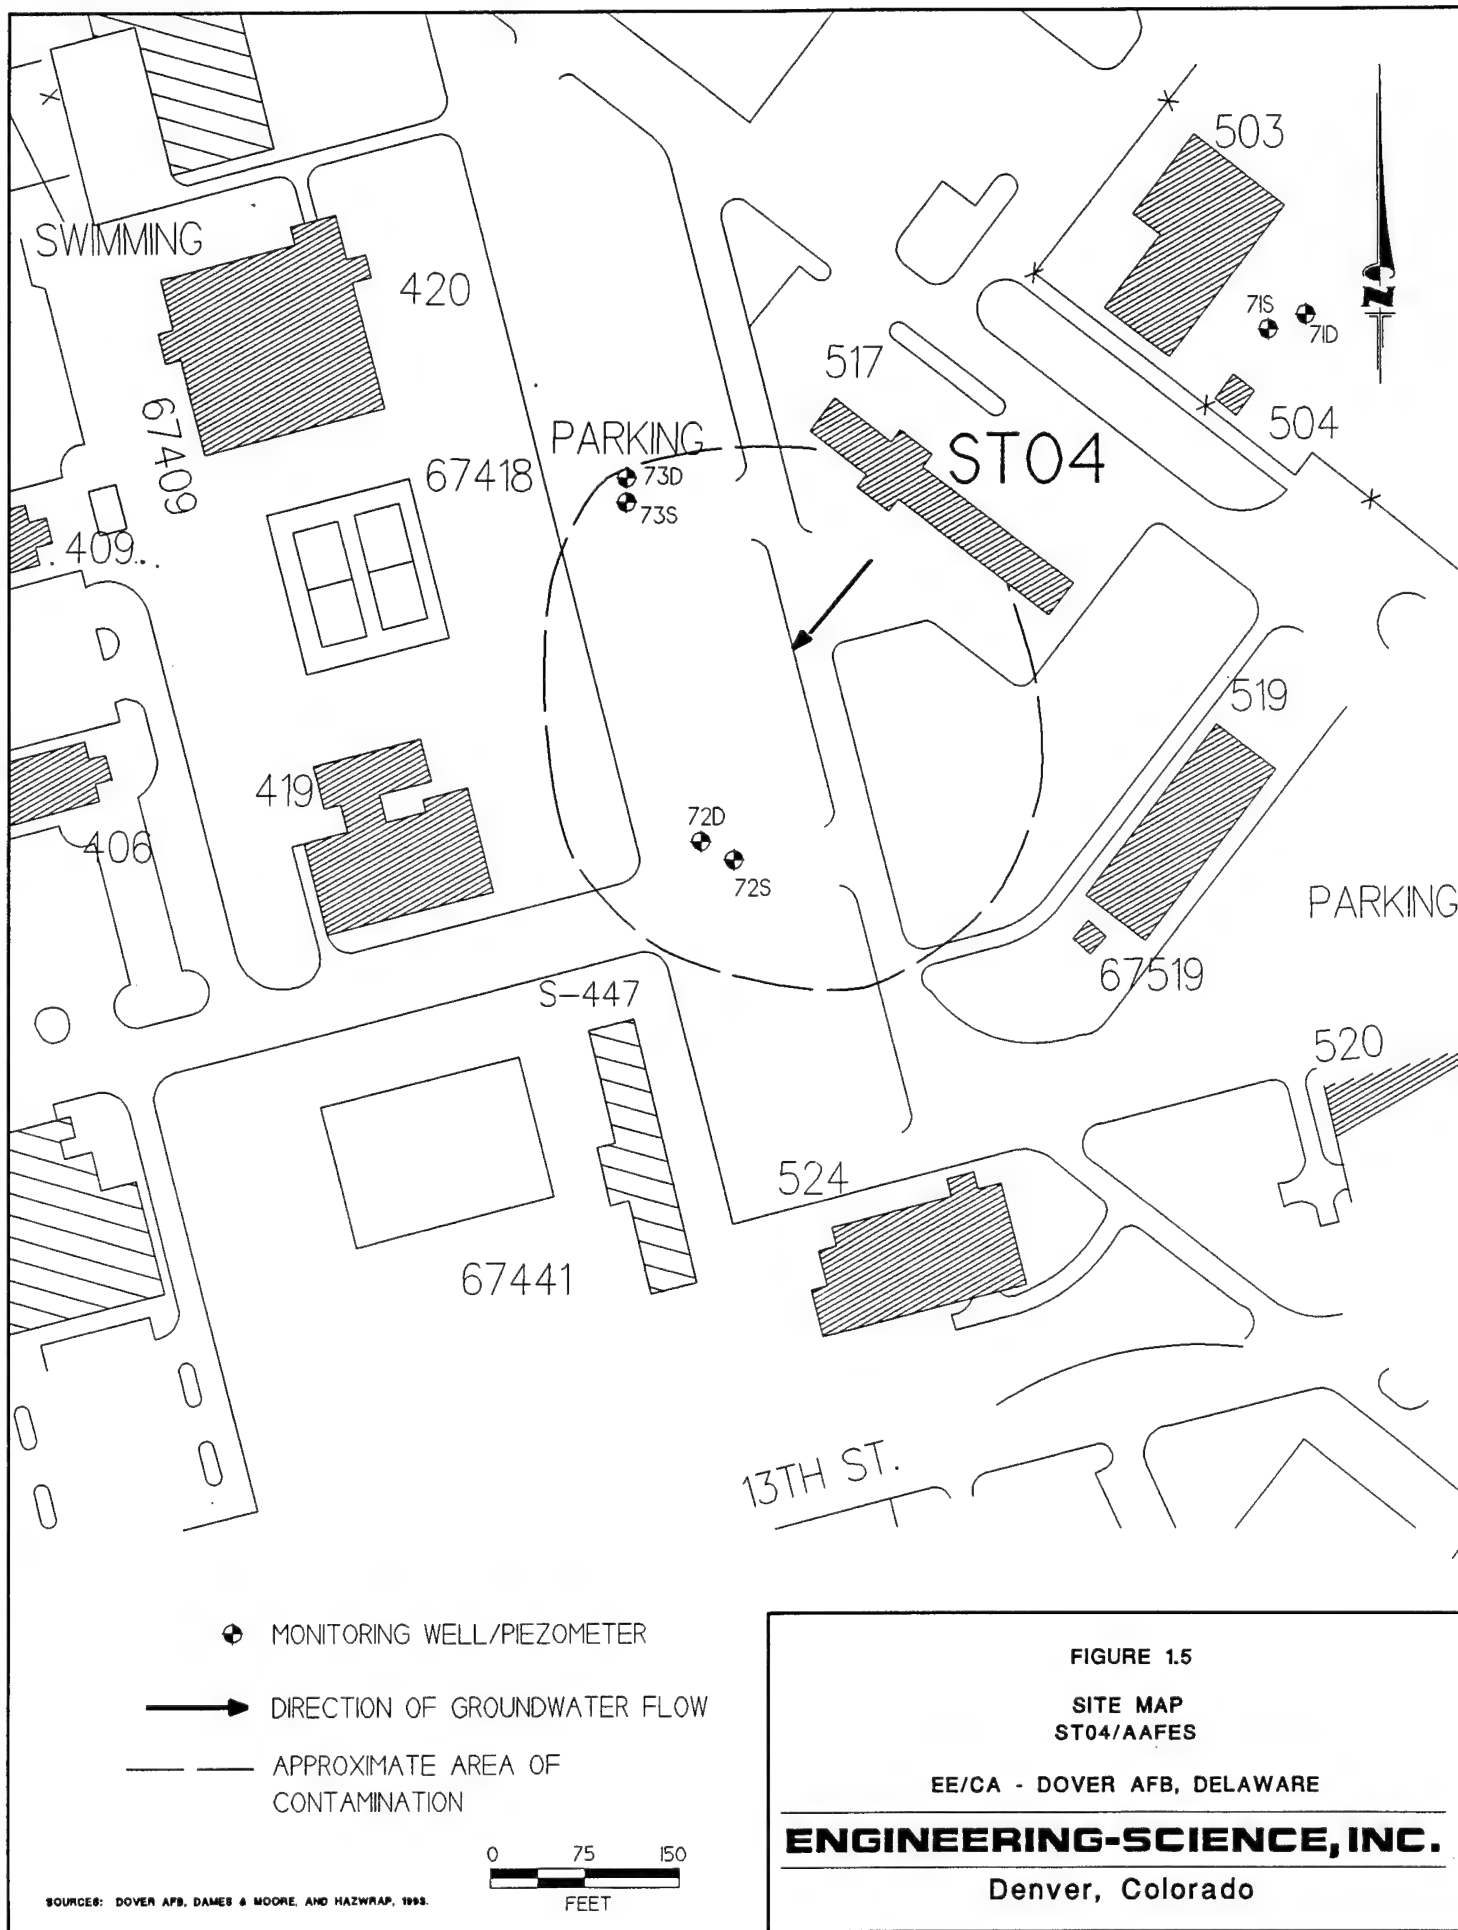 503
SWIMMING
420
71S
71D
517
67409
504
PARKING
ST04
67418
73D
73S
409
519
419
72D
406
72S
PARKING
67519
S-447
520
524
67441
13TH ST.
MONITORING WELL/PIEZOMETER
DIRECTION OF GROUNDWATER FLOW
APPROXIMATE AREA OF
CONTAMINATION
0 75 150
FEET
SOURCES: DOVER AFB, DAMES & MOORE, AND HAZWRAP, 1993.
N
FIGURE 1.5
SITE MAP
ST04/AAFES
EE/CA - DOVER AFB, DELAWARE
ENGINEERING-SCIENCE, INC.
Denver, Colorado